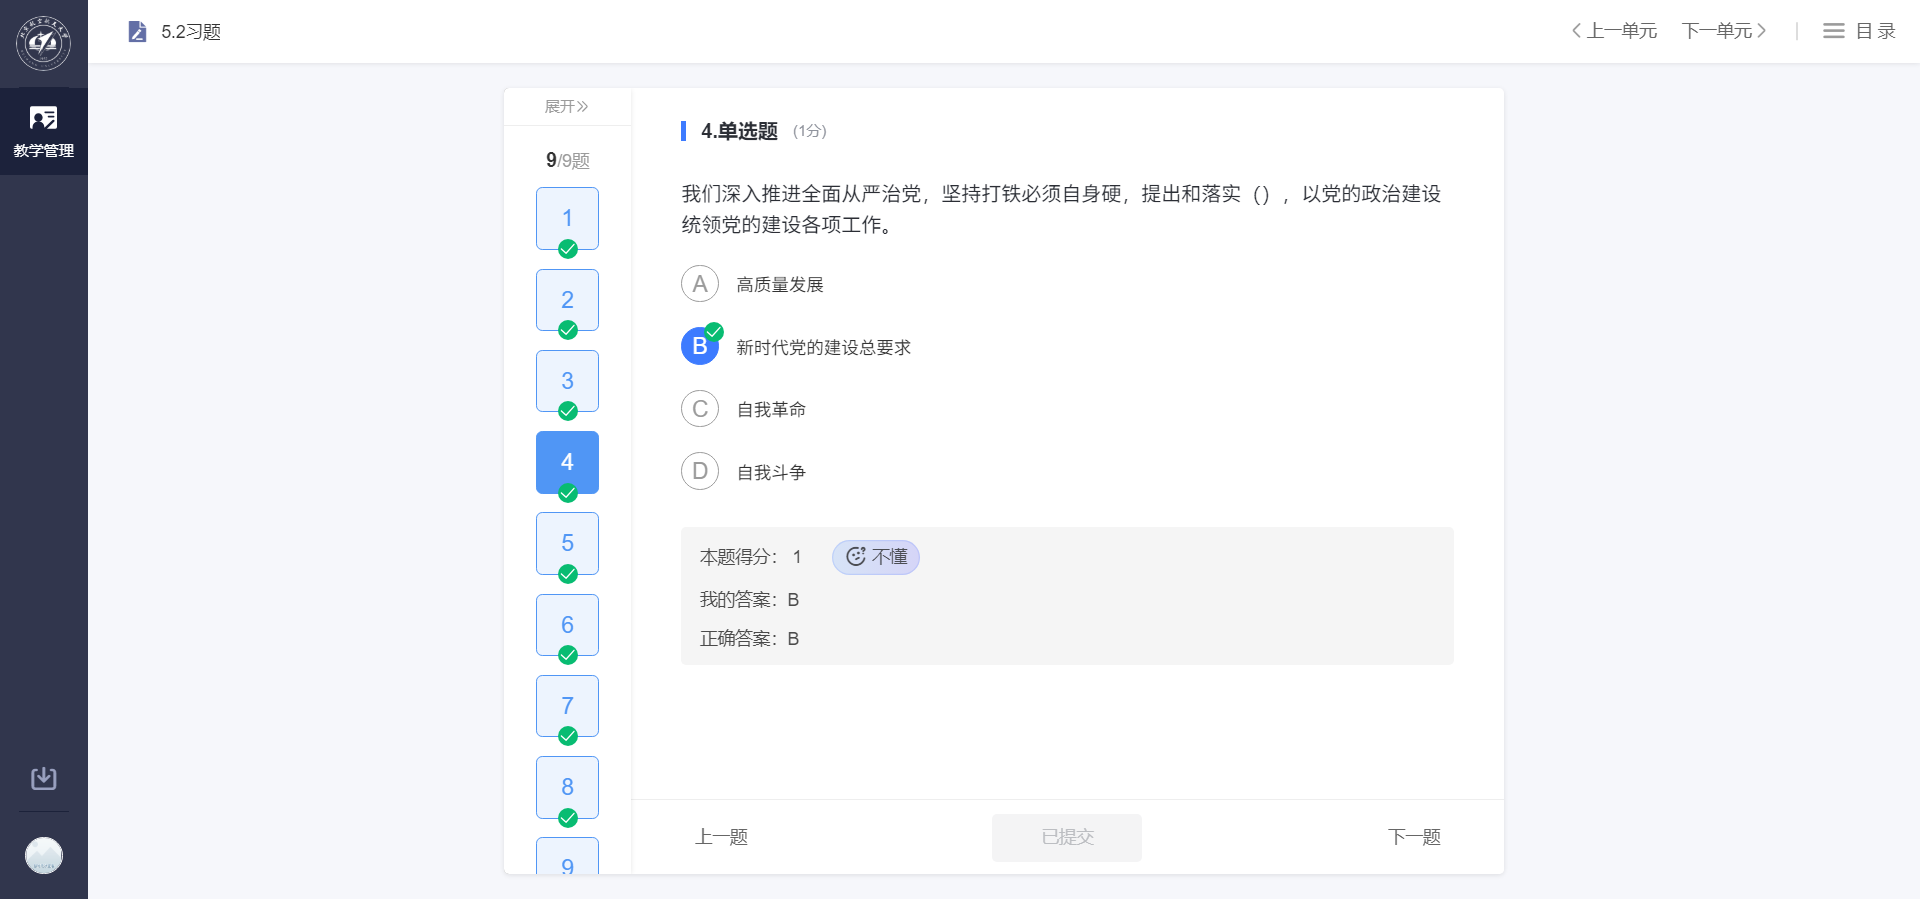 5.2习题
上一单元
下一单元
目录
教学管理
展开
9/9题
1
2
3
4
5
6
7
8
9
4.单选题 (1分)
我们深入推进全面从严治党，坚持打铁必须自身硬，提出和落实（），以党的政治建设
统领党的建设各项工作。
A 高质量发展
B 新时代党的建设总要求
C 自我革命
D 自我斗争
本题得分： 1 不懂
我的答案：B
正确答案：B
上一题
已提交
下一题